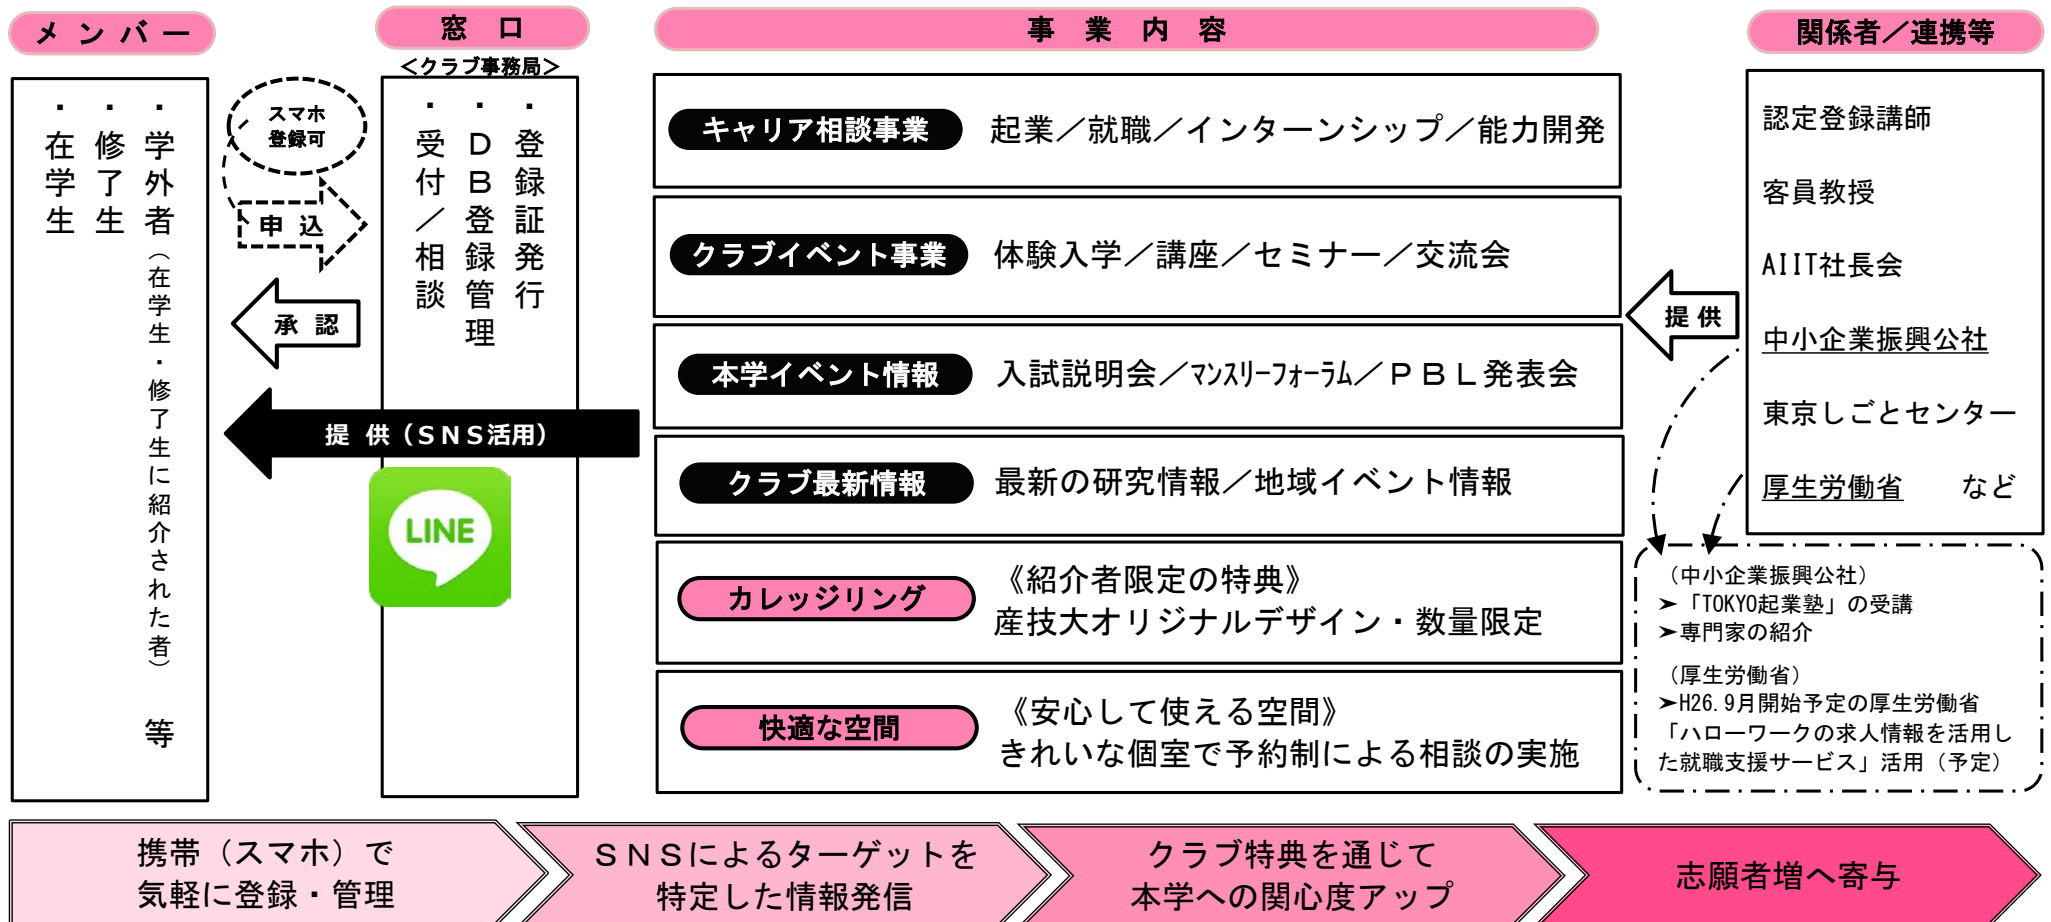 メンバー
窓 口
事 業 内 容
関係者／連携等
＜クラブ事務局＞
・学外者（在学生・修了生に紹介された者） 等
・修了生
・在学生
スマホ
登録可
申 込
承 認
提 供（ＳＮＳ活用）
・登録証発行
・ＤＢ登録管理
・受付／相談
LINE
キャリア相談事業 起業／就職／インターンシップ／能力開発
クラブイベント事業 体験入学／講座／セミナー／交流会
本学イベント情報 入試説明会／ﾏﾝｽﾘｰﾌｫｰﾗﾑ／ＰＢＬ発表会
クラブ最新情報 最新の研究情報／地域イベント情報
カレッジリング
《紹介者限定の特典》
産技大オリジナルデザイン・数量限定
快適な空間
《安心して使える空間》
きれいな個室で予約制による相談の実施
提 供
認定登録講師
客員教授
AIIT社長会
中小企業振興公社
東京しごとセンター
厚生労働省 など
（中小企業振興公社）
➤「TOKYO起業塾」の受講
➤専門家の紹介
（厚生労働省）
➤H26.9月開始予定の厚生労働省
「ハローワークの求人情報を活用し
た就職支援サービス」活用（予定）
携帯（スマホ）で
気軽に登録・管理
ＳＮＳによるターゲットを
特定した情報発信
クラブ特典を通じて
本学への関心度アップ
志願者増へ寄与